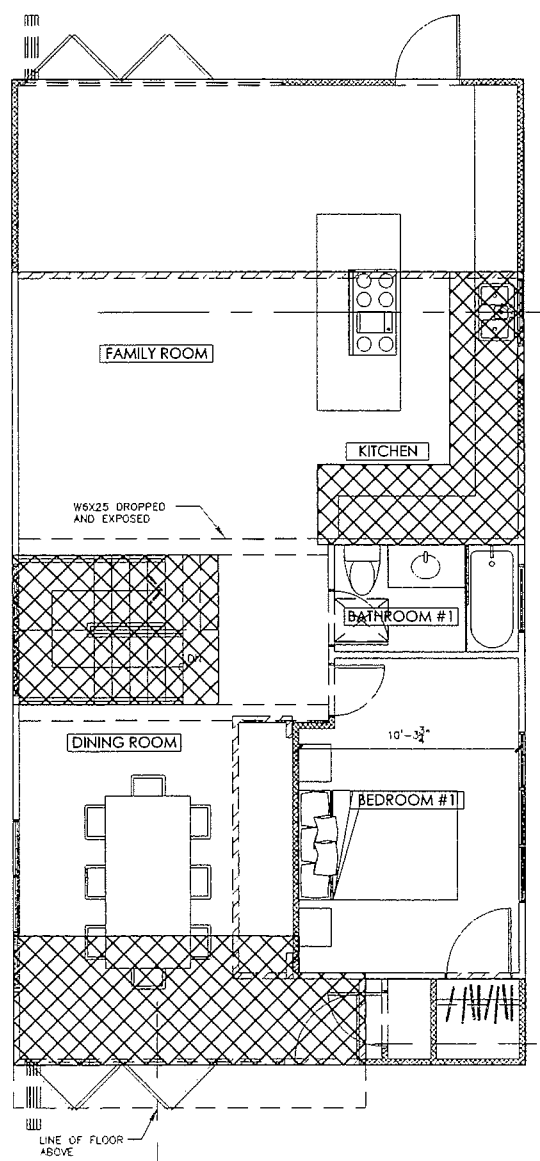 FAMILY ROOM
KITCHEN
W6X25 DROPPED
AND EXPOSED
BATHROOM #1
DN
DINING ROOM
10'-3¾"
BEDROOM #1
LINE OF FLOOR
ABOVE